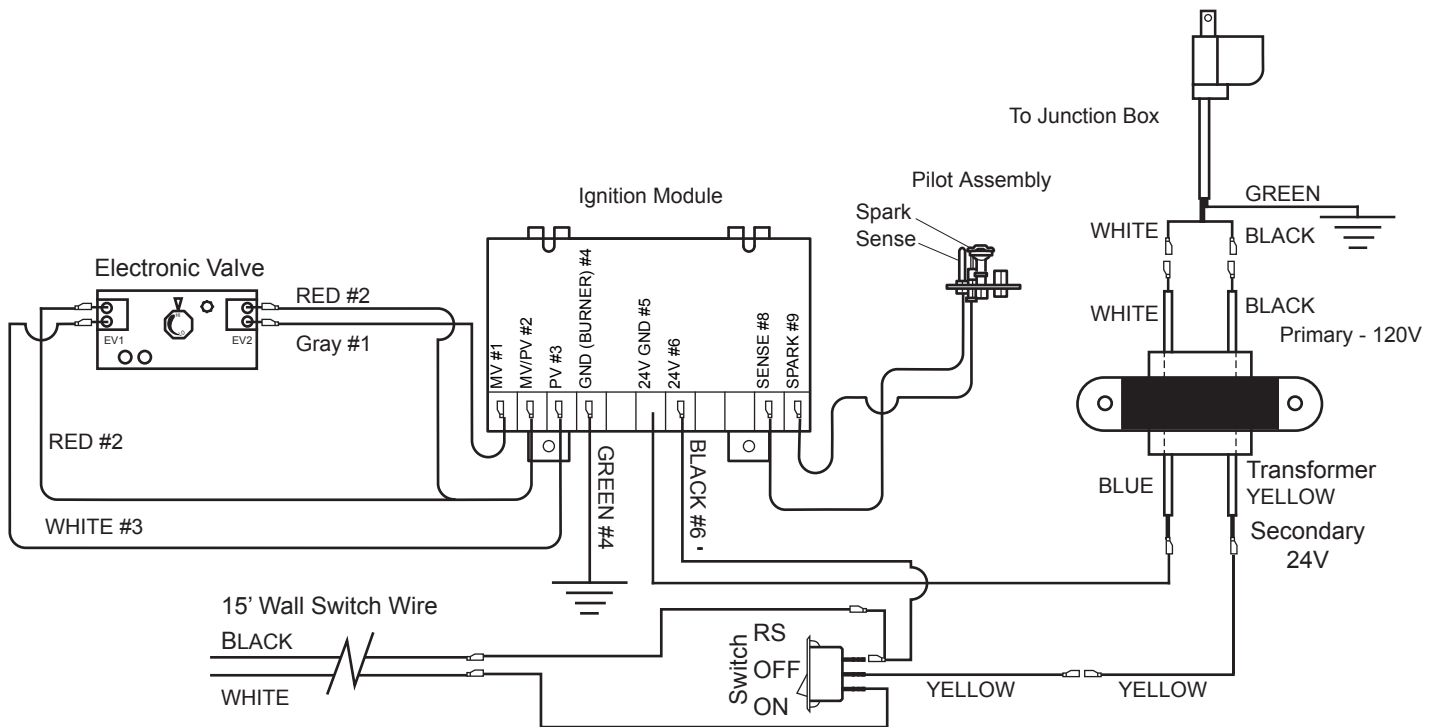 To Junction Box
Ignition Module
Pilot Assembly
Spark
Sense
GREEN
WHITE
BLACK
Electronic Valve
RED #2
Gray #1
EV1
EV2
HI
LO
MV #1
MV/PV #2
PV #3
GND (BURNER) #4
24V GND #5
24V #6
SENSE #8
SPARK #9
WHITE
BLACK
Primary - 120V
RED #2
WHITE #3
GREEN #4
BLACK #6 -
BLUE
Transformer
YELLOW
Secondary
24V
15’ Wall Switch Wire
BLACK
WHITE
Switch
RS
OFF
ON
YELLOW
YELLOW